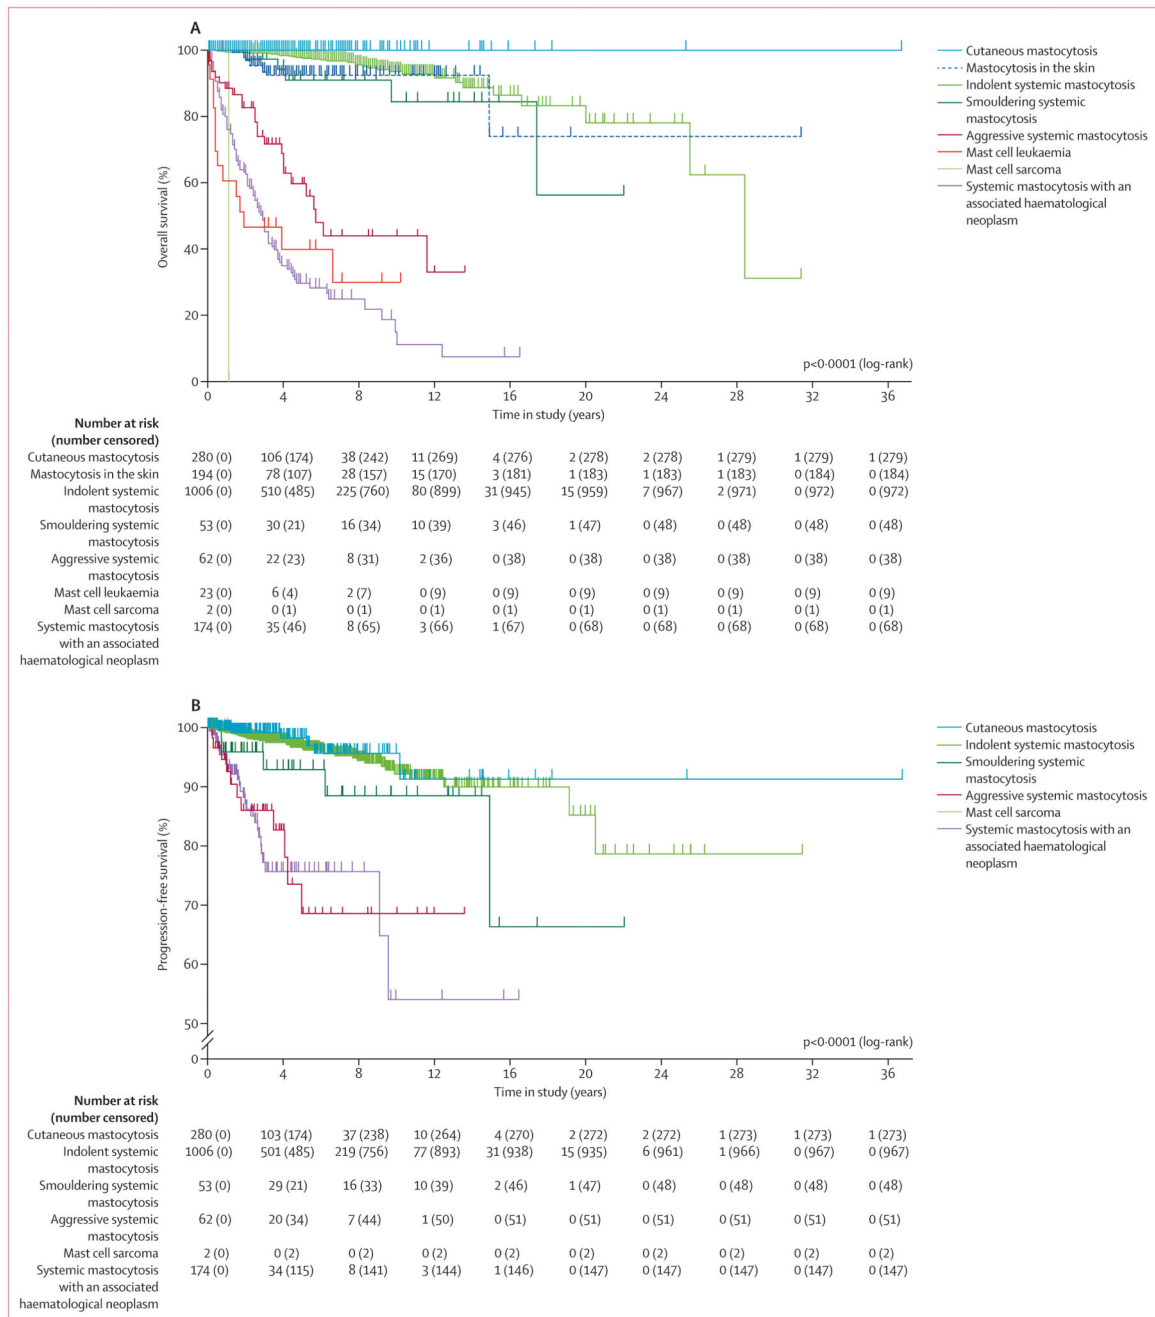 A
100
80
60
40
20
0
Overall survival (%)
0 4 8 12 16 20 24 28 32 36
Time in study (years)
p<0·0001 (log-rank)
Cutaneous mastocytosis
Mastocytosis in the skin
Indolent systemic mastocytosis
Smouldering systemic
mastocytosis
Aggressive systemic mastocytosis
Mast cell leukaemia
Mast cell sarcoma
Systemic mastocytosis with an
associated haematological
neoplasm
Number at risk
(number censored)
Cutaneous mastocytosis 280 (0) 106 (174) 38 (242) 11 (269) 4 (276) 2 (278) 2 (278) 1 (279) 1 (279) 1 (279)
Mastocytosis in the skin 194 (0) 78 (107) 28 (157) 15 (170) 3 (181) 1 (183) 1 (183) 1 (183) 0 (184) 0 (184)
Indolent systemic 1006 (0) 510 (485) 225 (760) 80 (899) 31 (945) 15 (959) 7 (967) 2 (971) 0 (972) 0 (972)
mastocytosis
Smouldering systemic 53 (0) 30 (21) 16 (34) 10 (39) 3 (46) 1 (47) 0 (48) 0 (48) 0 (48) 0 (48)
mastocytosis
Aggressive systemic 62 (0) 22 (23) 8 (31) 2 (36) 0 (38) 0 (38) 0 (38) 0 (38) 0 (38) 0 (38)
mastocytosis
Mast cell leukaemia 23 (0) 6 (4) 2 (7) 0 (9) 0 (9) 0 (9) 0 (9) 0 (9) 0 (9) 0 (9)
Mast cell sarcoma 2 (0) 0 (1) 0 (1) 0 (1) 0 (1) 0 (1) 0 (1) 0 (1) 0 (1) 0 (1)
Systemic mastocytosis 174 (0) 35 (46) 8 (65) 3 (66) 1 (67) 0 (68) 0 (68) 0 (68) 0 (68) 0 (68)
with an associated
haematological neoplasm
B
100
90
80
70
60
50
0
Progression-free survival (%)
0 4 8 12 16 20 24 28 32 36
Time in study (years)
p<0·0001 (log-rank)
Cutaneous mastocytosis
Indolent systemic mastocytosis
Smouldering systemic
mastocytosis
Aggressive systemic mastocytosis
Mast cell sarcoma
Systemic mastocytosis with an
associated haematological
neoplasm
Number at risk
(number censored)
Cutaneous mastocytosis 280 (0) 103 (174) 37 (238) 10 (264) 4 (270) 2 (272) 2 (272) 1 (273) 1 (273) 1 (273)
Indolent systemic 1006 (0) 501 (485) 219 (756) 77 (893) 31 (938) 15 (935) 6 (961) 1 (966) 0 (967) 0 (967)
mastocytosis
Smouldering systemic 53 (0) 29 (21) 16 (33) 10 (39) 2 (46) 1 (47) 0 (48) 0 (48) 0 (48) 0 (48)
mastocytosis
Aggressive systemic 62 (0) 20 (34) 7 (44) 1 (50) 0 (51) 0 (51) 0 (51) 0 (51) 0 (51) 0 (51)
mastocytosis
Mast cell sarcoma 2 (0) 0 (2) 0 (2) 0 (2) 0 (2) 0 (2) 0 (2) 0 (2) 0 (2) 0 (2)
Systemic mastocytosis 174 (0) 34 (115) 8 (141) 3 (144) 1 (146) 0 (147) 0 (147) 0 (147) 0 (147) 0 (147)
with an associated
haematological neoplasm